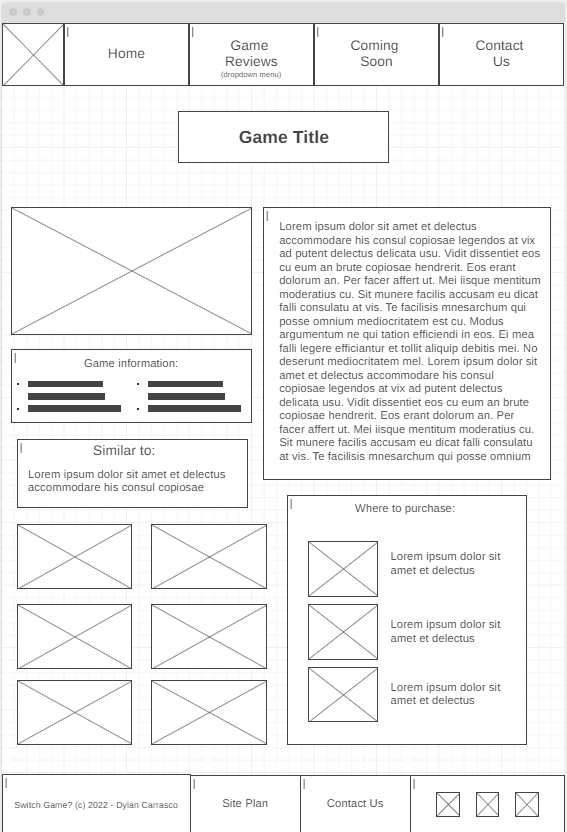 Home
Game
Reviews
(dropdown menu)
Coming
Soon
Contact
Us
Game Title
Lorem ipsum dolor sit amet et delectus
accommodare his consul copiosae legendos at vix
ad putent delectus delicata usu. Vidit dissentiet eos
cu eum an brute copiosae hendrerit. Eos erant
dolorum an. Per facer affert ut. Mei iisque mentitum
moderatius cu. Sit munere facilis accusam eu dicat
falli consulatu cu. Te facilisis mnesarchum qui
posse omnium mediocritatem est cu. Modus
argumentum ne qui tation efficiendi in eos. Ei mea
falli legere efficiantur et tollit aliquip debitis mei. No
deserunt mediocritatem mel. Lorem ipsum dolor sit
amet et delectus accommodare his consul
copiosae legendos at vix ad putent delectus
delicata usu. Vidit dissentiet eos cu eum an brute
copiosae hendrerit. Eos erant dolorum an. Per
facer affert ut. Mei iisque mentitum moderatius cu.
Sit munere facilis accusam eu dicat falli consulatu
cu. Te facilisis mnesarchum qui posse omnium
Game information:
Similar to:
Lorem ipsum dolor sit amet et delectus
accommodare his consul copiosae
Where to purchase:
Lorem ipsum dolor sit
amet et delectus
Lorem ipsum dolor sit
amet et delectus
Lorem ipsum dolor sit
amet et delectus
Switch Game? (c) 2022 - Dylan Carrasco
Site Plan
Contact Us